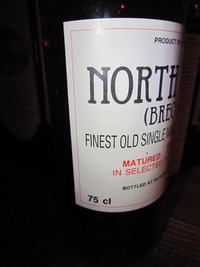 PRODUCT OF
NORTH
(BREC
FINEST OLD SINGLE
MATURED
IN SELECTED
BOTTLED AT
75 cl